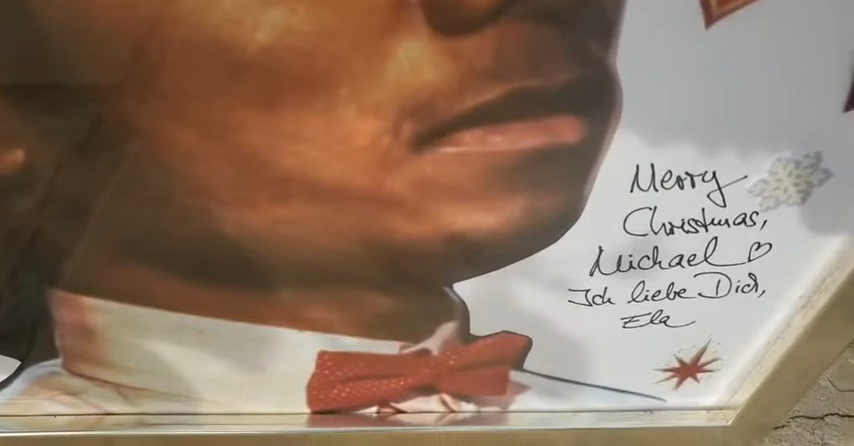 Merry
Christmas,
Michael ♡
Ich liebe Dich,
Ela